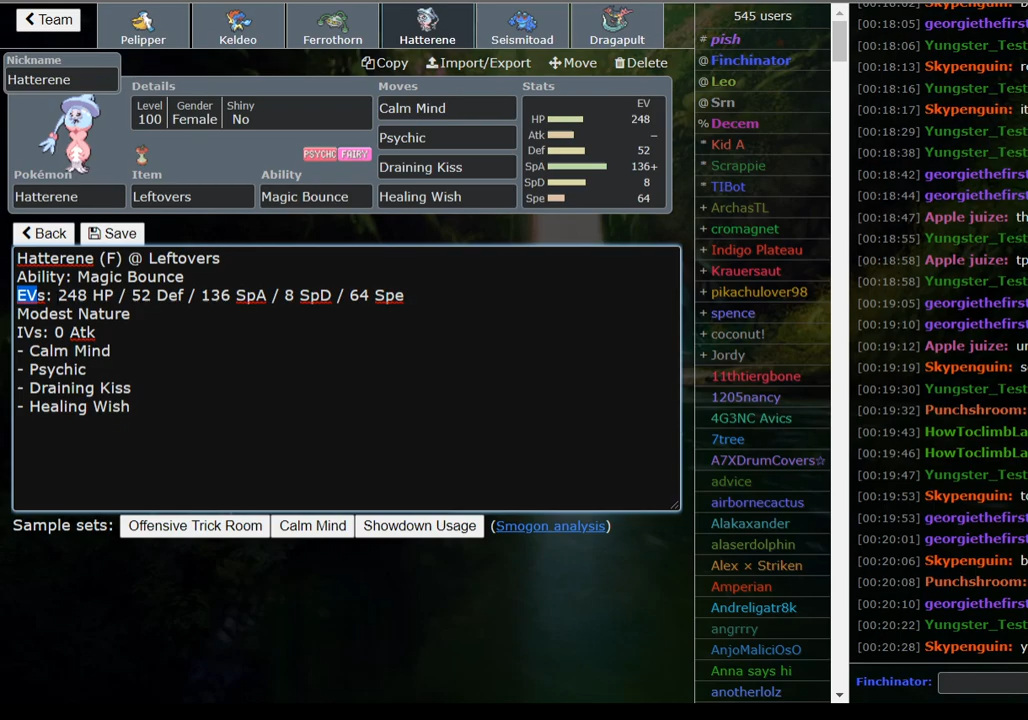 Team
Pelipper
Keldeo
Ferrothorn
Hatterene
Seismitoad
Dragapult
Copy
Import/Export
Move
Delete
Nickname
Hatterene
Details
Level
100
Gender
Female
Shiny
No
PSYCHC
FAIRY
Pokémon
Hatterene
Item
Leftovers
Ability
Magic Bounce
Moves
Calm Mind
Psychic
Draining Kiss
Healing Wish
Stats
EV
HP 248
Atk –
Def 52
SpA 136+
SpD 8
Spe 64
Back
Save
Hatterene (F) @ Leftovers
Ability: Magic Bounce
EVs: 248 HP / 52 Def / 136 SpA / 8 SpD / 64 Spe
Modest Nature
IVs: 0 Atk
- Calm Mind
- Psychic
- Draining Kiss
- Healing Wish
Sample sets: Offensive Trick Room Calm Mind Showdown Usage (Smogon analysis)
545 users
# pish
@ Finchinator
@ Leo
@ Srn
% Decem
* Kid A
* Scrappie
* TIBot
+ ArchasTL
+ cromagnet
+ Indigo Plateau
+ Krauersaut
+ pikachulover98
+ spence
+ coconut!
+ Jordy
11thtiergbone
1205nancy
4G3NC Avics
7tree
A7XDrumCovers☆
advice
airbornecactus
Alakaxander
alaserdolphin
Alex × Striken
Amperian
Andreligatr8k
angrrry
AnjoMaliciOsO
Anna says hi
anotherlolz
[00:18:05] georgiethefirst
[00:18:06] Yungster_Test
[00:18:13] Skypenguin: re
[00:18:16] Yungster_Test
[00:18:17] Skypenguin: it
[00:18:29] Yungster_Test
[00:18:38] Yungster_Test
[00:18:42] georgiethefirst
[00:18:44] georgiethefirst
[00:18:47] Apple juize: th
[00:18:55] Yungster_Test
[00:18:58] Apple juize: tp
[00:19:05] georgiethefirst
[00:19:10] georgiethefirst
[00:19:12] Apple juize: ur
[00:19:19] Skypenguin: s
[00:19:30] Yungster_Test
[00:19:32] Punchshroom:
[00:19:43] HowToclimbLa
[00:19:46] HowToclimbLa
[00:19:47] Yungster_Test
[00:19:53] Skypenguin: to
[00:19:53] georgiethefirst
[00:20:01] georgiethefirst
[00:20:06] Skypenguin: b
[00:20:08] Punchshroom:
[00:20:10] georgiethefirst
[00:20:22] Yungster_Test
[00:20:28] Skypenguin: y
Finchinator: